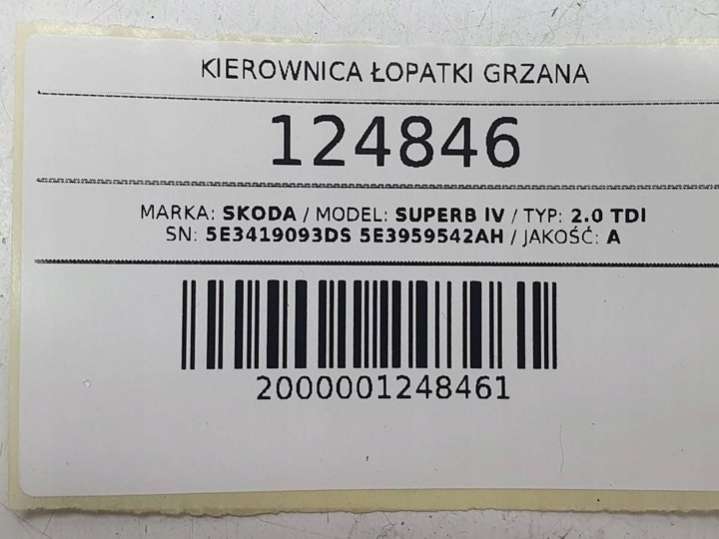 KIEROWNICA ŁOPATKI GRZANA
124846
MARKA: SKODA / MODEL: SUPERB IV / TYP: 2.0 TDI
SN: 5E3419093DS 5E3959542AH / JAKOŚĆ: A
2000001248461